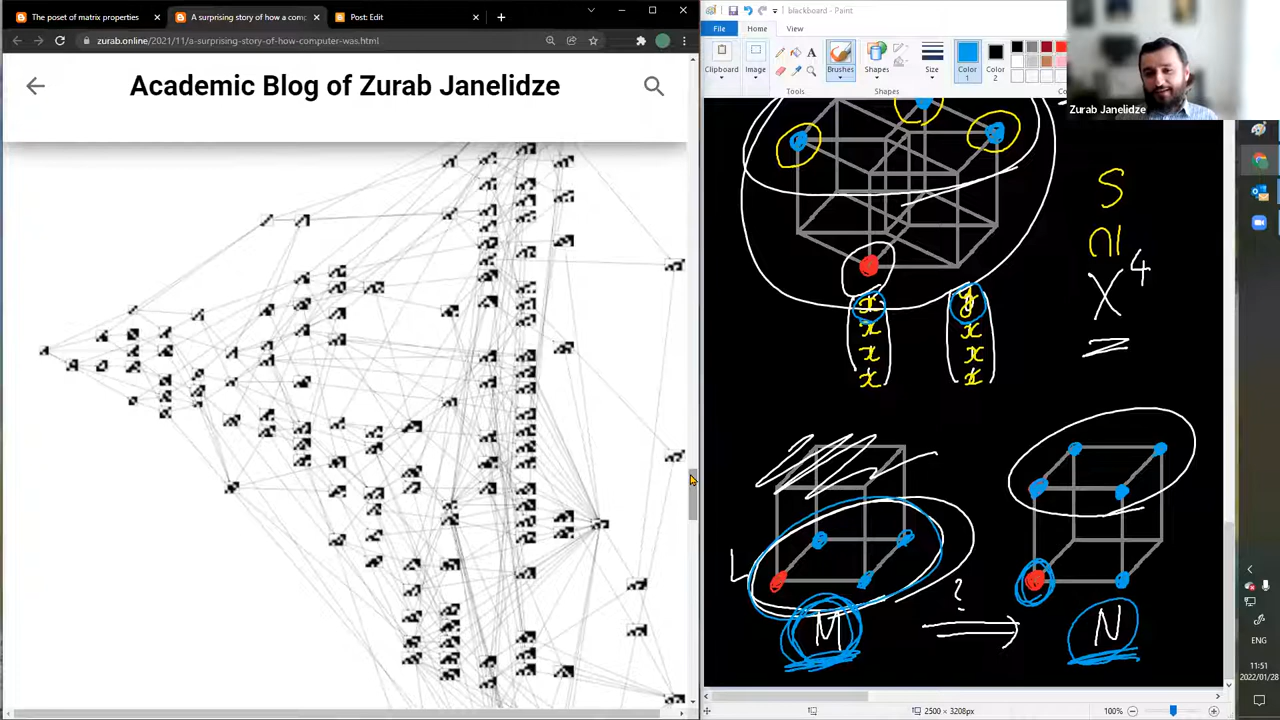 The poset of matrix properties
A surprising story of how a comp
Post: Edit
zurab.online/2021/11/a-surprising-story-of-how-computer-was.html
Academic Blog of Zurab Janelidze
blackboard - Paint
File
Home
View
Clipboard
Image
Tools
Brushes
Shapes
Size
Color 1
Color 2
Zurab Janelidze
S
X⁴
x
x
x
x
y
x
x
x
M
?
N
2500 × 3208px
100%
ENG
11:51
2022/01/28